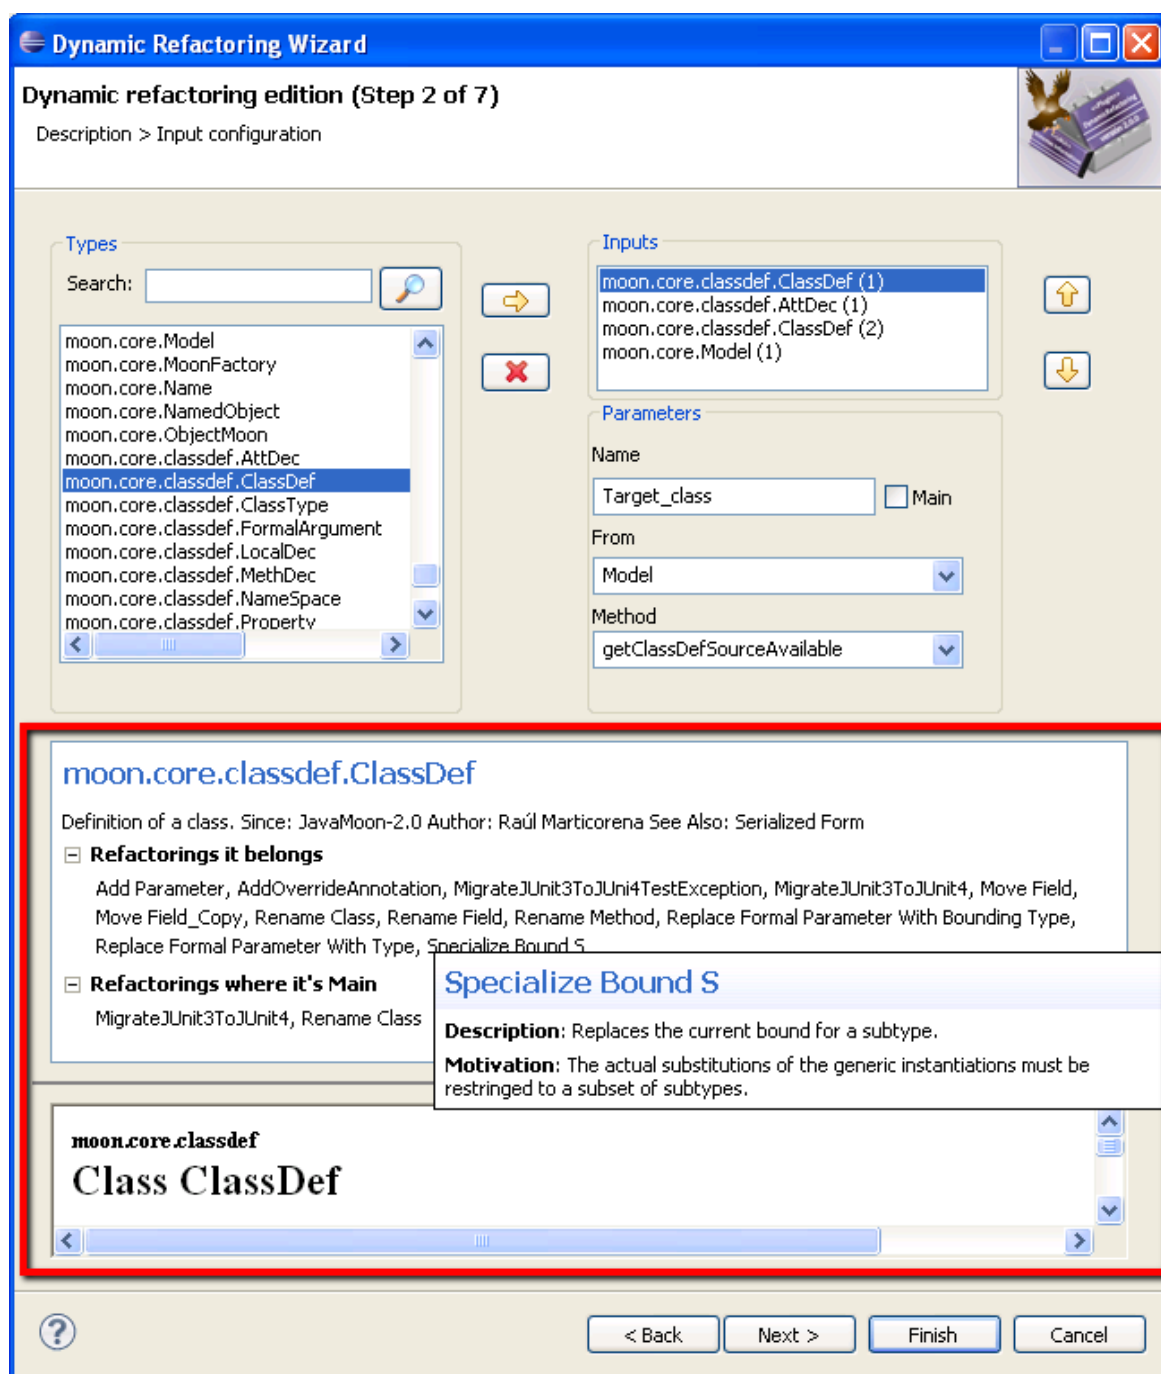 Dynamic Refactoring Wizard
Dynamic refactoring edition (Step 2 of 7)
Description > Input configuration
Types
Search:
moon.core.Model
moon.core.MoonFactory
moon.core.Name
moon.core.NamedObject
moon.core.ObjectMoon
moon.core.classdef.AttDec
moon.core.classdef.ClassDef
moon.core.classdef.ClassType
moon.core.classdef.FormalArgument
moon.core.classdef.LocalDec
moon.core.classdef.MethDec
moon.core.classdef.NameSpace
moon.core.classdef.Property
Inputs
moon.core.classdef.ClassDef (1)
moon.core.classdef.AttDec (1)
moon.core.classdef.ClassDef (2)
moon.core.Model (1)
Parameters
Name
Target_class
Main
From
Model
Method
getClassDefSourceAvailable
moon.core.classdef.ClassDef
Definition of a class. Since: JavaMoon-2.0 Author: Raúl Marticorena See Also: Serialized Form
Refactorings it belongs
Add Parameter, AddOverrideAnnotation, MigrateJUnit3ToJUni4TestException, MigrateJUnit3ToJUnit4, Move Field,
Move Field_Copy, Rename Class, Rename Field, Rename Method, Replace Formal Parameter With Bounding Type,
Replace Formal Parameter With Type, Specialize Bound S
Refactorings where it's Main
MigrateJUnit3ToJUnit4, Rename Class
Specialize Bound S
Description: Replaces the current bound for a subtype.
Motivation: The actual substitutions of the generic instantiations must be
restringed to a subset of subtypes.
moon.core.classdef
Class ClassDef
< Back
Next >
Finish
Cancel